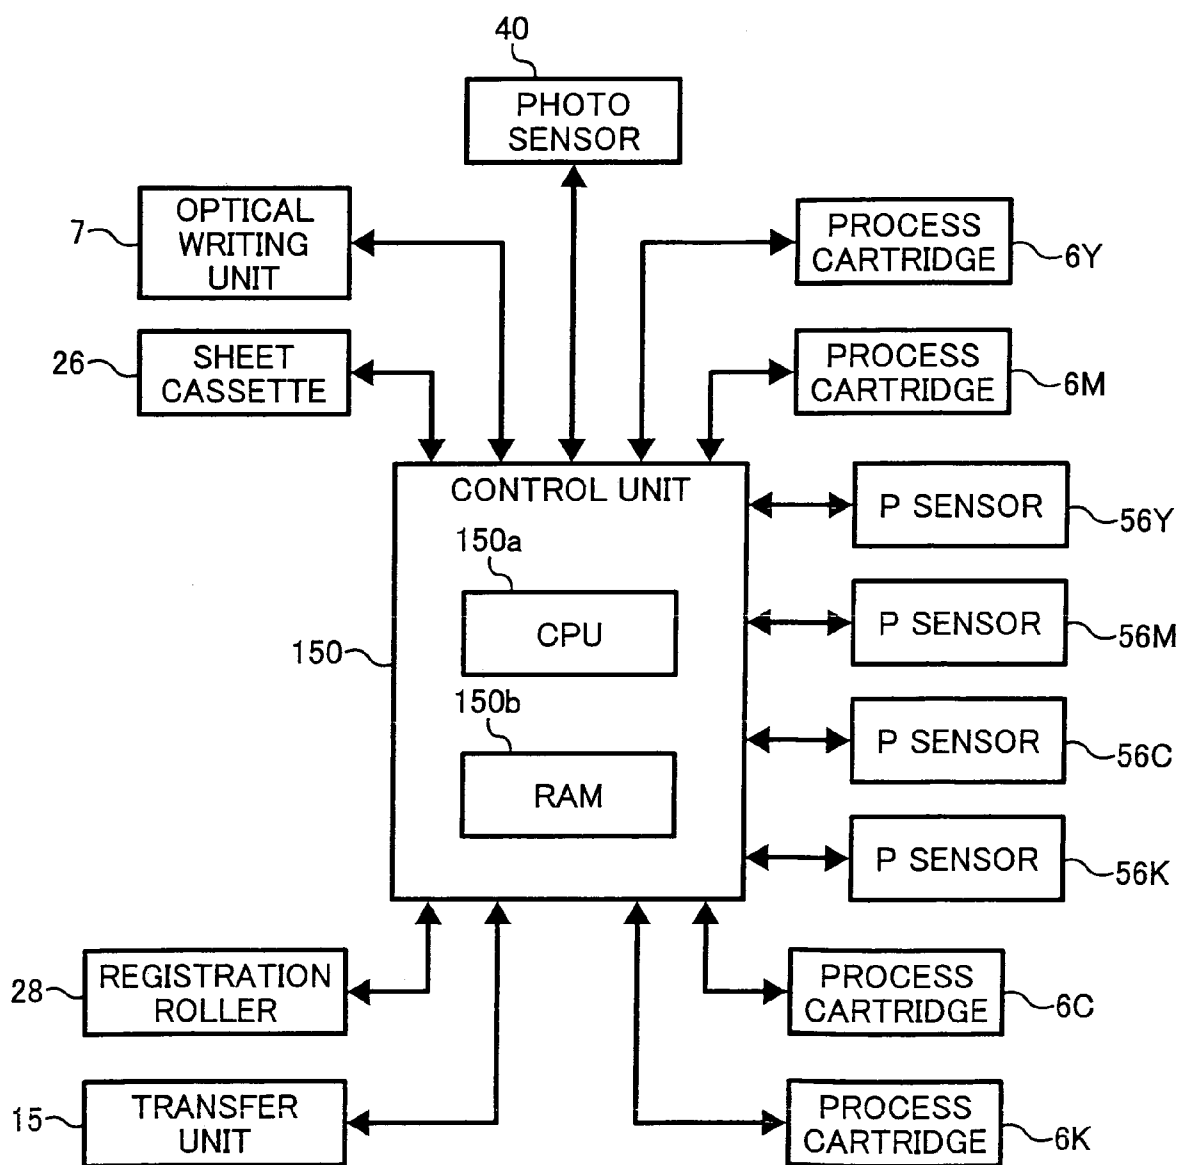 40
PHOTO
SENSOR
7
OPTICAL
WRITING
UNIT
PROCESS
CARTRIDGE
6Y
26
SHEET
CASSETTE
PROCESS
CARTRIDGE
6M
CONTROL UNIT
P SENSOR
56Y
150a
CPU
P SENSOR
56M
150
150b
RAM
P SENSOR
56C
P SENSOR
56K
28
REGISTRATION
ROLLER
PROCESS
CARTRIDGE
6C
15
TRANSFER
UNIT
PROCESS
CARTRIDGE
6K